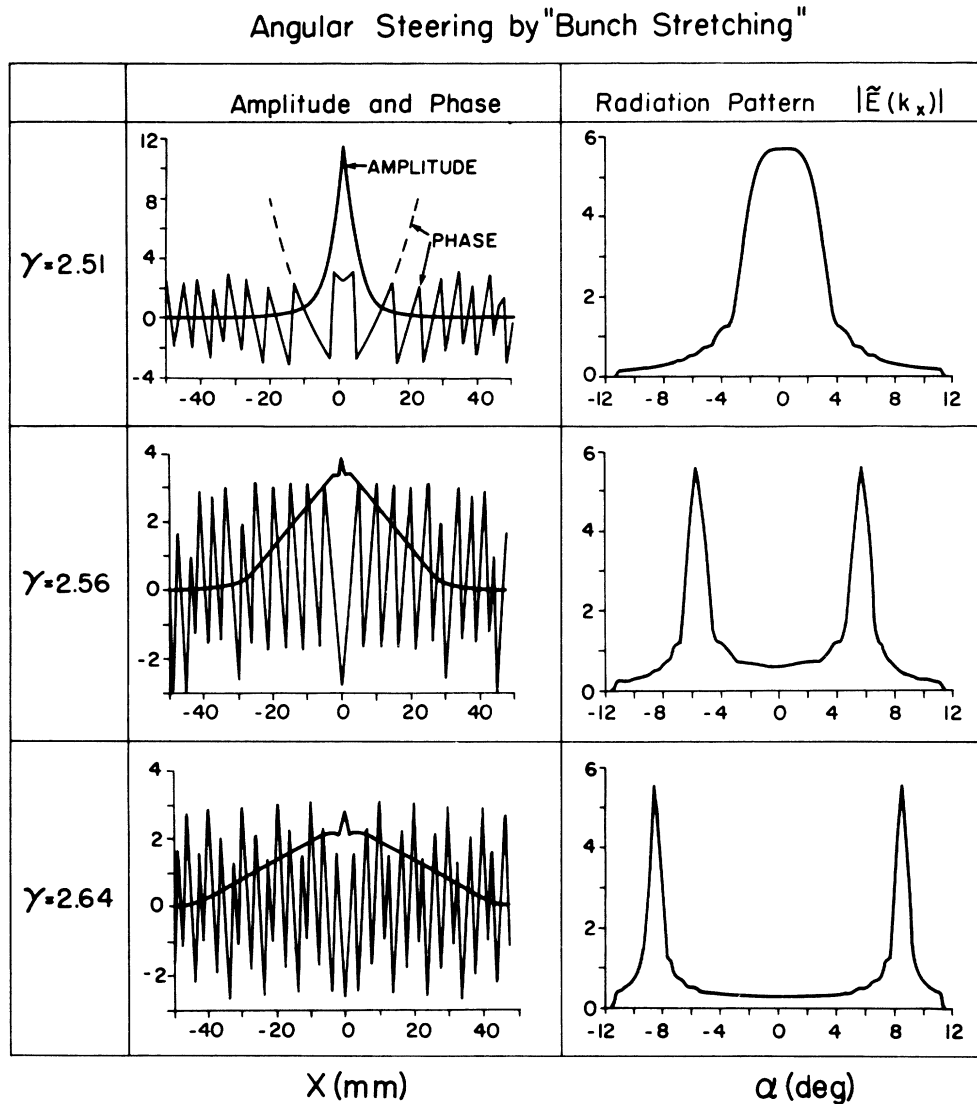 Angular Steering by "Bunch Stretching"
Amplitude and Phase
Radiation Pattern |Ẽ(kₓ)|
γ=2.51
12
8
4
0
-4
AMPLITUDE
PHASE
-40 -20 0 20 40
6
4
2
0
-12 -8 -4 0 4 8 12
γ=2.56
4
2
0
-2
-40 -20 0 20 40
6
4
2
0
-12 -8 -4 0 4 8 12
γ=2.64
4
2
0
-2
-40 -20 0 20 40
6
4
2
0
-12 -8 -4 0 4 8 12
X (mm)
α (deg)